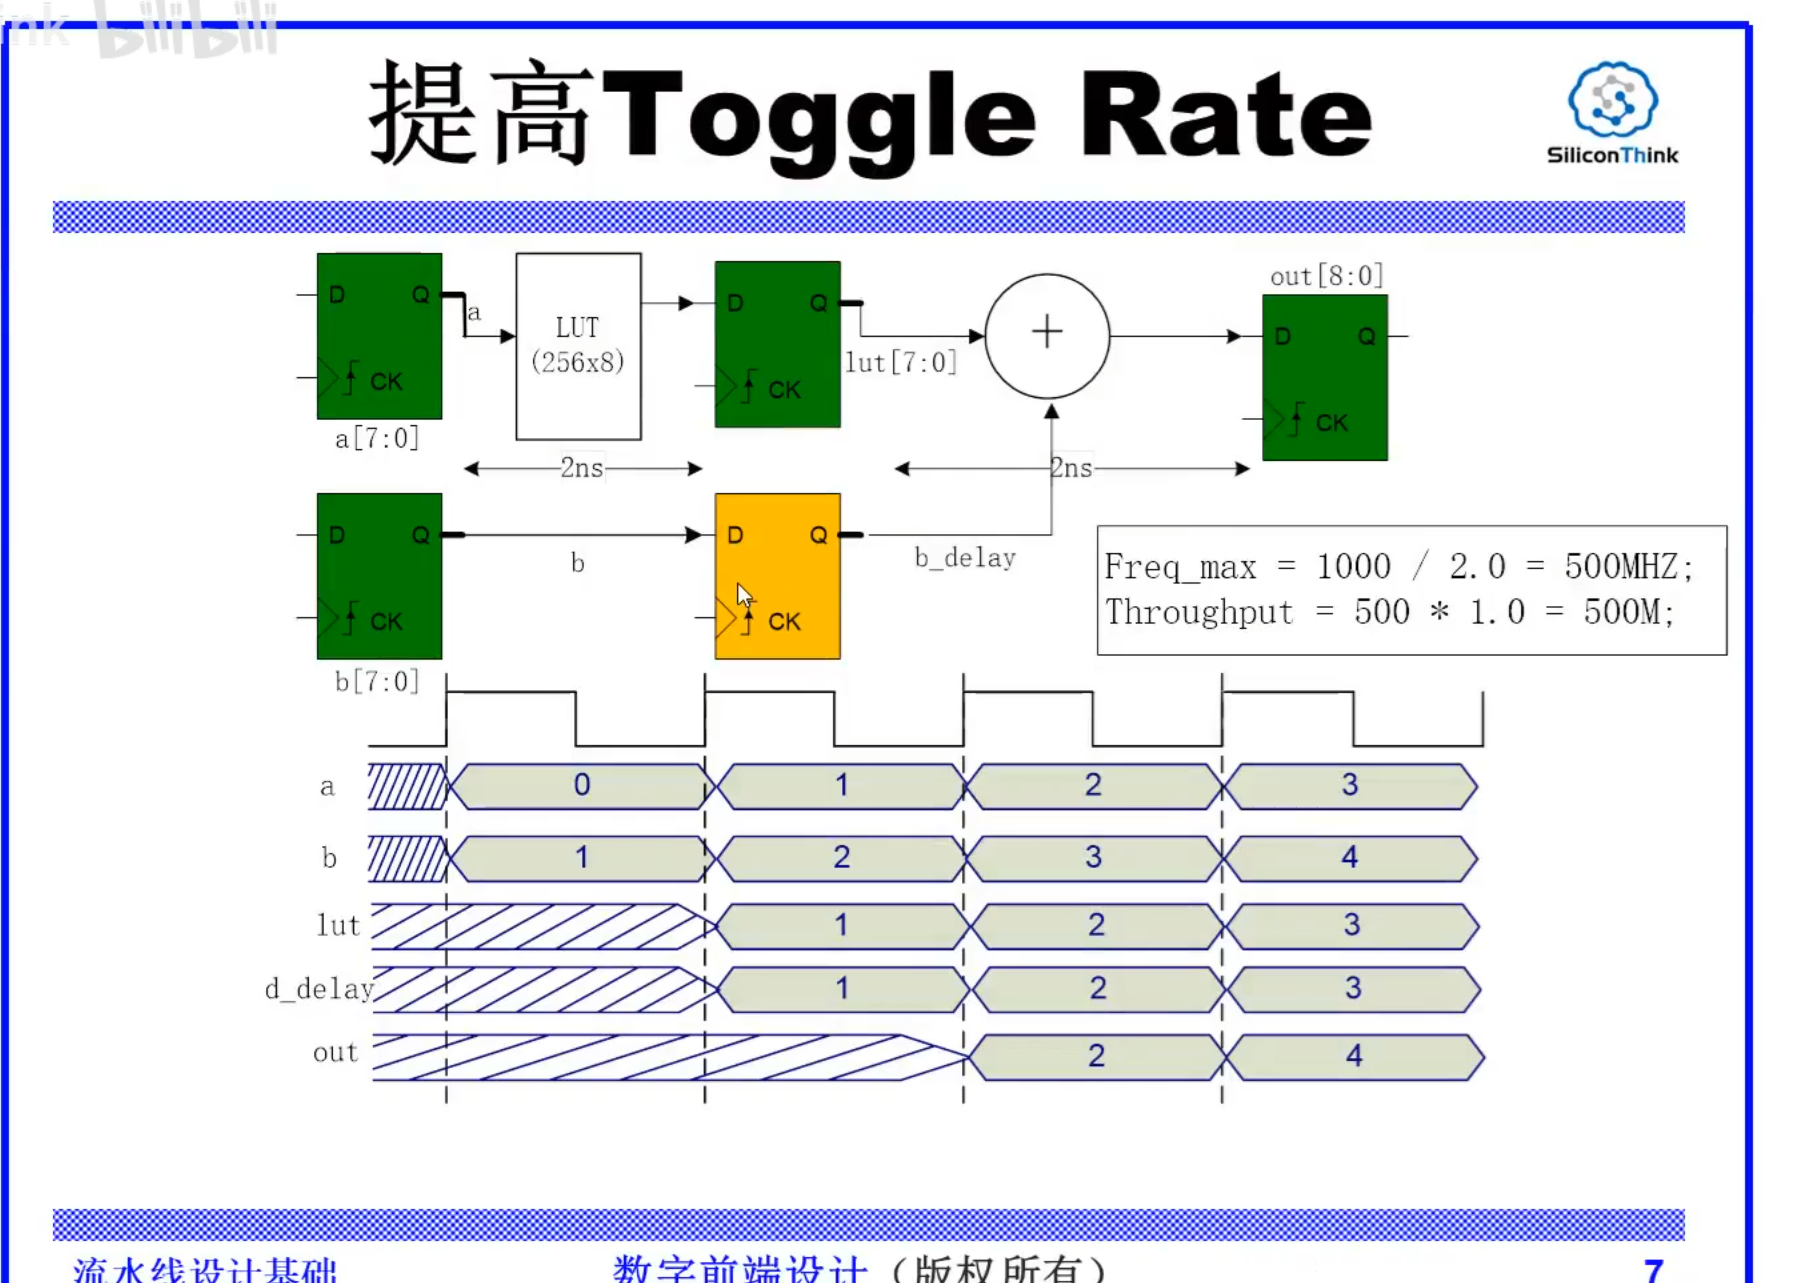 ink bilibili
提高Toggle Rate
SiliconThink
out[8:0]
D Q
a
LUT
(256x8)
D Q
lut[7:0]
+
D Q
CK
CK
CK
a[7:0]
2ns
2ns
D Q
b
D Q
b_delay
Freq_max = 1000 / 2.0 = 500MHZ;
Throughput = 500 * 1.0 = 500M;
CK
CK
b[7:0]
a 0 1 2 3
b 1 2 3 4
lut 1 2 3
d_delay 1 2 3
out 2 4
流水线设计基础 数字前端设计（版权所有） 7